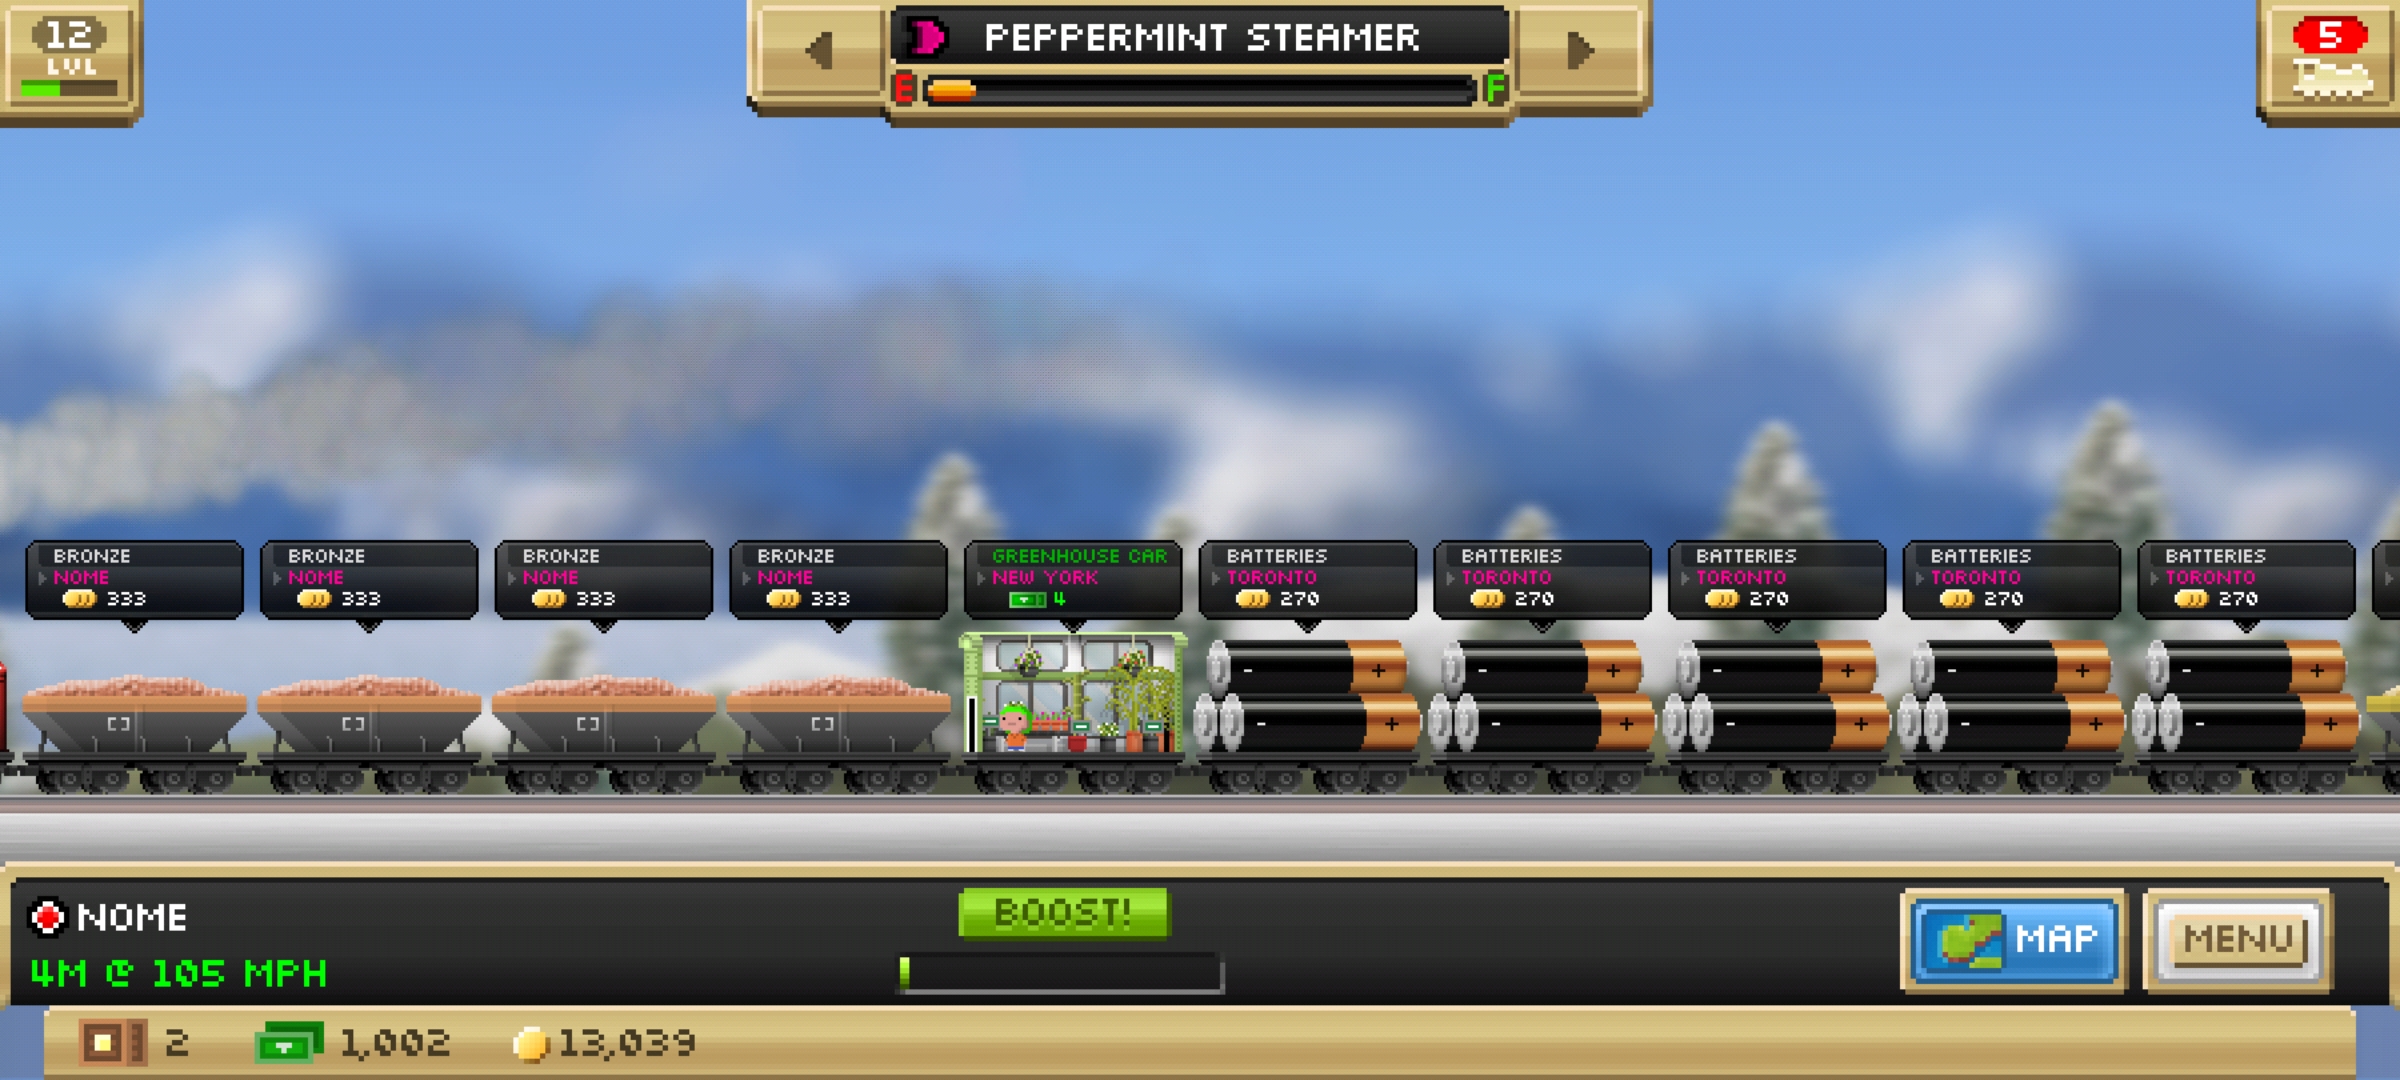 12
LVL
PEPPERMINT STEAMER
E F
5
BRONZE
NOME
333
BRONZE
NOME
333
BRONZE
NOME
333
BRONZE
NOME
333
GREENHOUSE CAR
NEW YORK
4
BATTERIES
TORONTO
270
BATTERIES
TORONTO
270
BATTERIES
TORONTO
270
BATTERIES
TORONTO
270
BATTERIES
TORONTO
270
- +
- +
- +
- +
- +
- +
- +
- +
- +
- +
NOME
4M @ 105 MPH
BOOST!
MAP
MENU
2
1,002
13,039